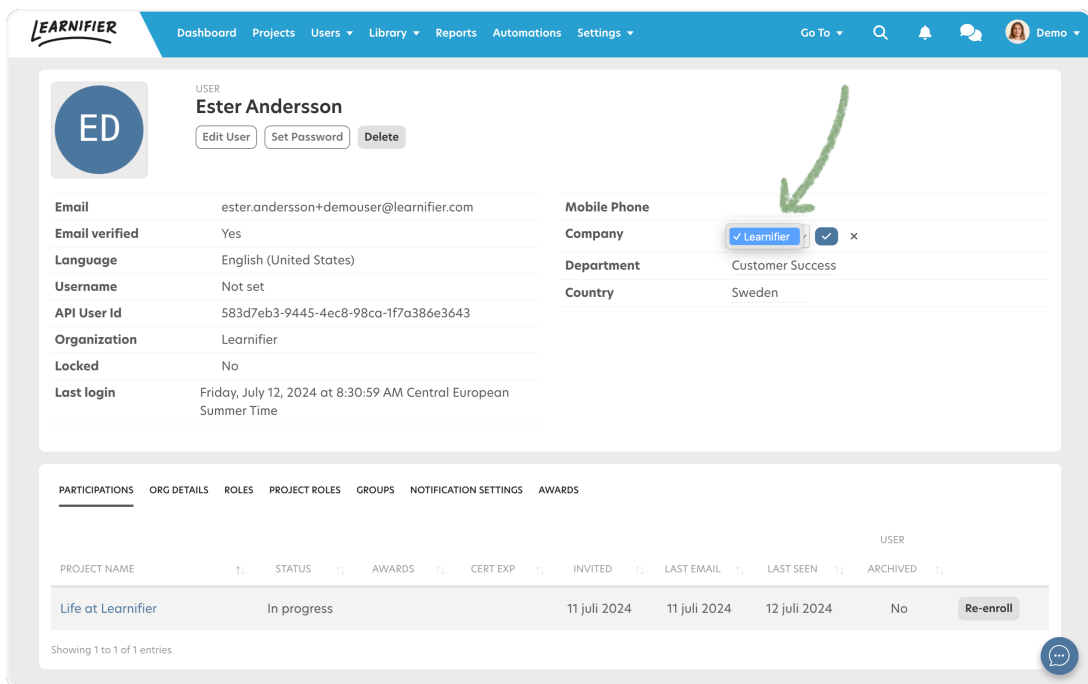 LEARNIFIER
Dashboard Projects Users Library Reports Automations Settings Go To Demo
USER
Ester Andersson
ED
Edit User Set Password Delete
Email ester.andersson+demouser@learnifier.com
Email verified Yes
Language English (United States)
Username Not set
API User Id 583d7eb3-9445-4ec8-98ca-1f7a386e3643
Organization Learnifier
Locked No
Last login Friday, July 12, 2024 at 8:30:59 AM Central European
Summer Time
Mobile Phone
Company ✓ Learnifier ✓ ×
Department Customer Success
Country Sweden
PARTICIPATIONS ORG DETAILS ROLES PROJECT ROLES GROUPS NOTIFICATION SETTINGS AWARDS
USER
PROJECT NAME STATUS AWARDS CERT EXP INVITED LAST EMAIL LAST SEEN ARCHIVED
Life at Learnifier In progress 11 juli 2024 11 juli 2024 12 juli 2024 No Re-enroll
Showing 1 to 1 of 1 entries